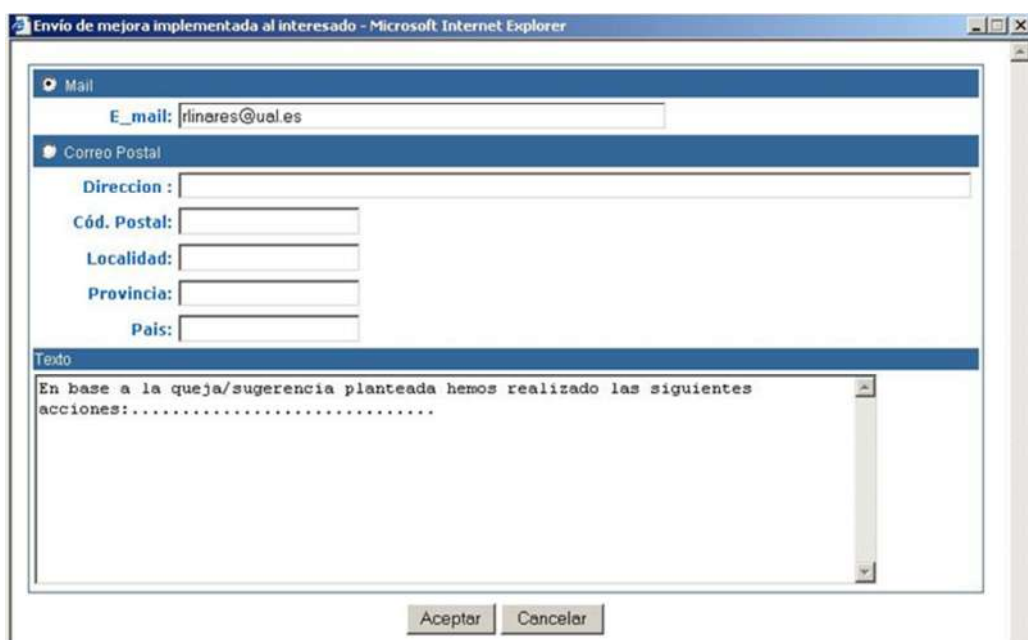 Envío de mejora implementada al interesado - Microsoft Internet Explorer
Mail
E_mail: rlinares@ual.es
Correo Postal
Direccion :
Cód. Postal:
Localidad:
Provincia:
Pais:
Texto
En base a la queja/sugerencia planteada hemos realizado las siguientes
acciones:..............................
Aceptar Cancelar